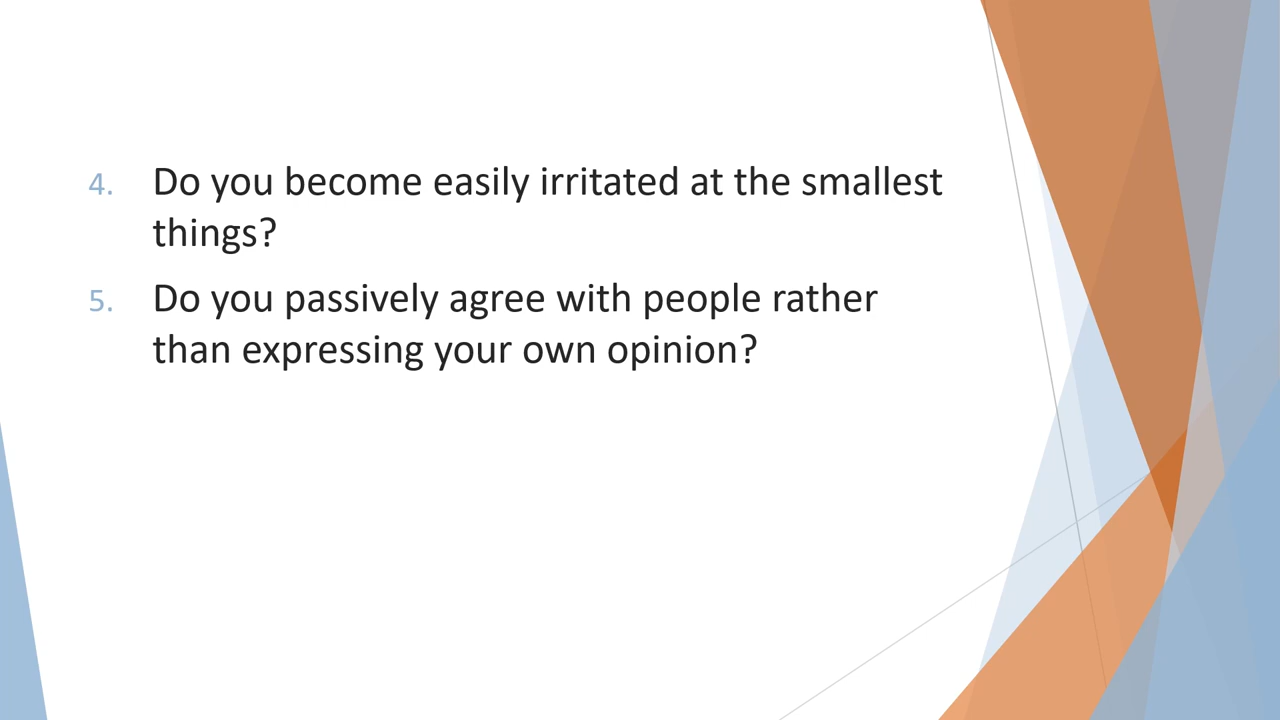 4. Do you become easily irritated at the smallest
things?
5. Do you passively agree with people rather
than expressing your own opinion?